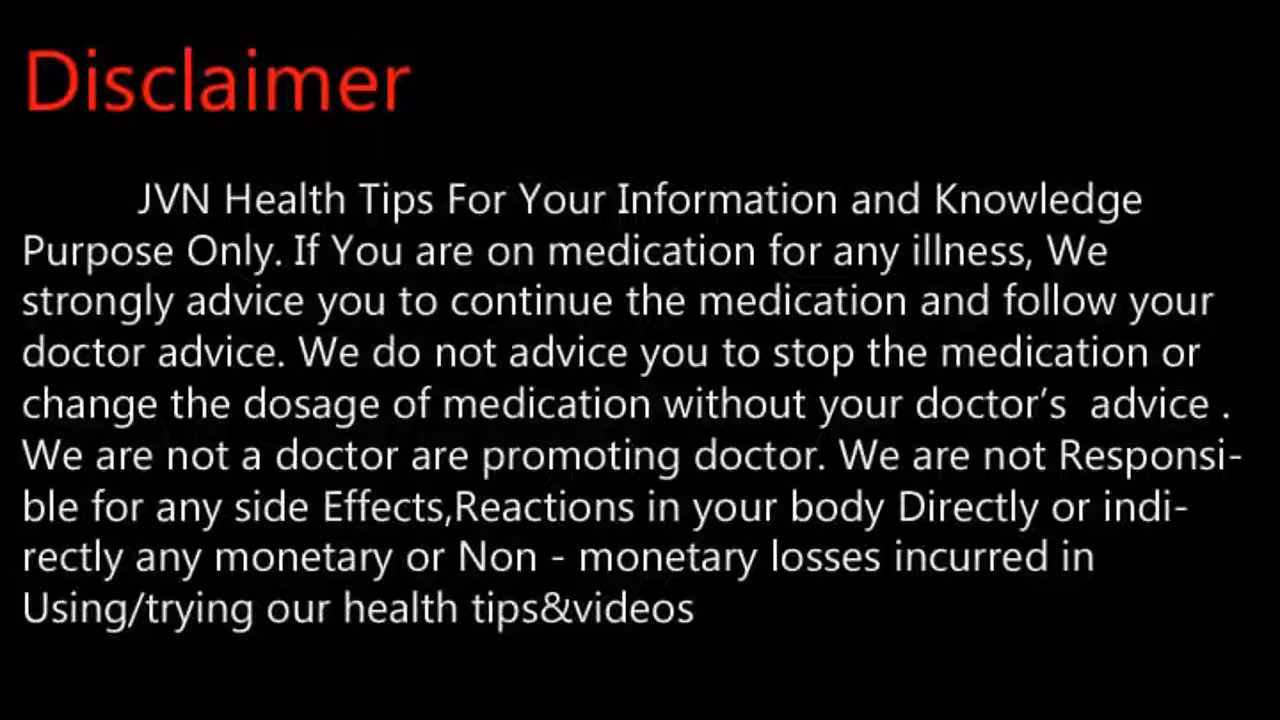 Disclaimer
JVN Health Tips For Your Information and Knowledge
Purpose Only. If You are on medication for any illness, We
strongly advice you to continue the medication and follow your
doctor advice. We do not advice you to stop the medication or
change the dosage of medication without your doctor’s  advice .
We are not a doctor are promoting doctor. We are not Responsi-
ble for any side Effects,Reactions in your body Directly or indi-
rectly any monetary or Non - monetary losses incurred in
Using/trying our health tips&videos